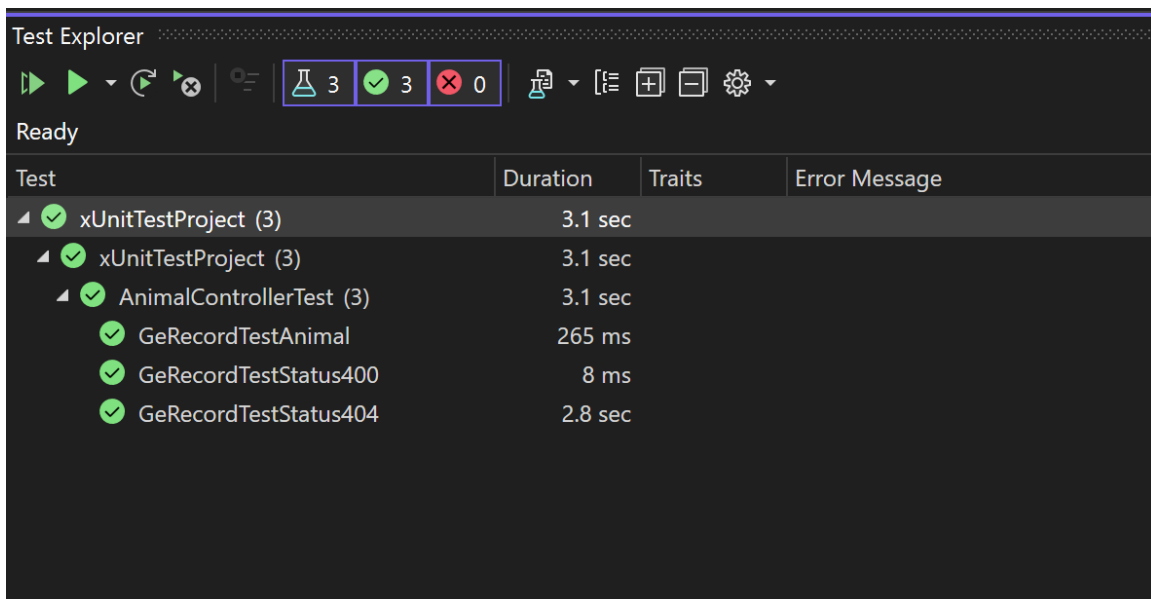 Test Explorer
3 3 0
Ready
Test Duration Traits Error Message
xUnitTestProject (3) 3.1 sec
xUnitTestProject (3) 3.1 sec
AnimalControllerTest (3) 3.1 sec
GeRecordTestAnimal 265 ms
GeRecordTestStatus400 8 ms
GeRecordTestStatus404 2.8 sec